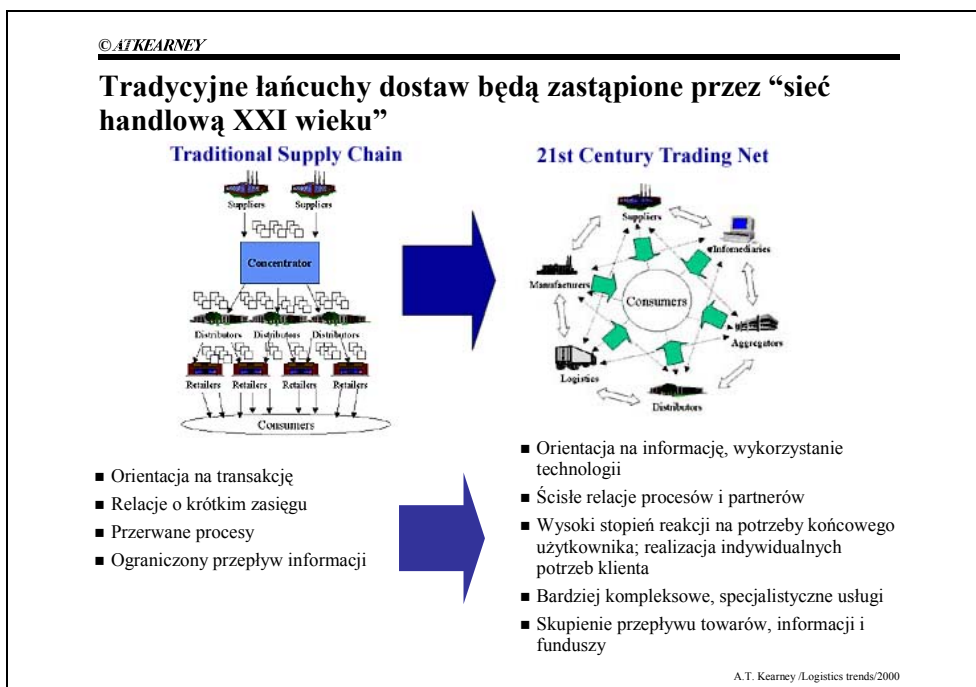 © ATKEARNEY
Tradycyjne łańcuchy dostaw będą zastąpione przez “sieć
handlową XXI wieku”
Traditional Supply Chain
Suppliers
Suppliers
Concentrator
Distributors
Distributors
Distributors
Retailers
Retailers
Retailers
Retailers
Consumers
21st Century Trading Net
Suppliers
Infomediaries
Manufacturers
Consumers
Aggregators
Logistics
Distributors
■ Orientacja na transakcję
■ Relacje o krótkim zasięgu
■ Przerwane procesy
■ Ograniczony przepływ informacji
■ Orientacja na informację, wykorzystanie
technologii
■ Ścisłe relacje procesów i partnerów
■ Wysoki stopień reakcji na potrzeby końcowego
użytkownika; realizacja indywidualnych
potrzeb klienta
■ Bardziej kompleksowe, specjalistyczne usługi
■ Skupienie przepływu towarów, informacji i
funduszy
A.T. Kearney /Logistics trends/2000